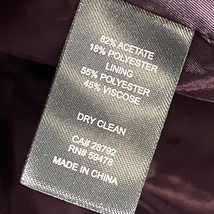 82% ACETATE
18% POLYESTER
LINING
55% POLYESTER
45% VISCOSE
DRY CLEAN
CA# 28792
RN# 59478
MADE IN CHINA